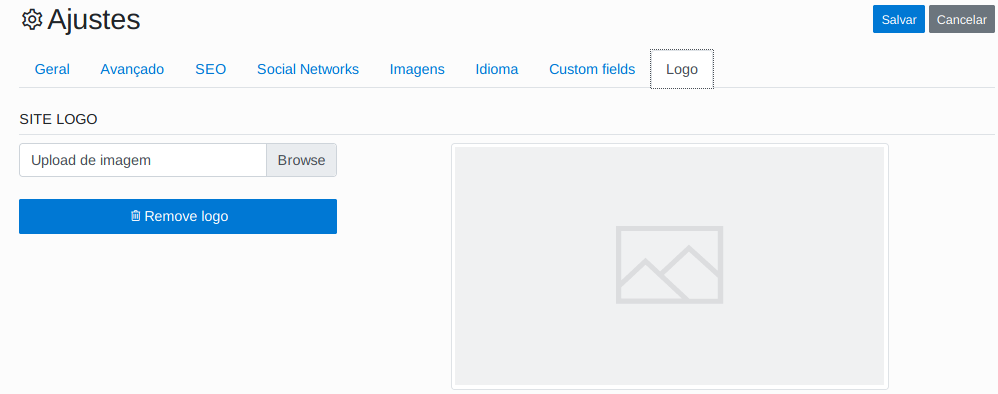 Ajustes
Salvar Cancelar
Geral Avançado SEO Social Networks Imagens Idioma Custom fields Logo
SITE LOGO
Upload de imagem Browse
Remove logo